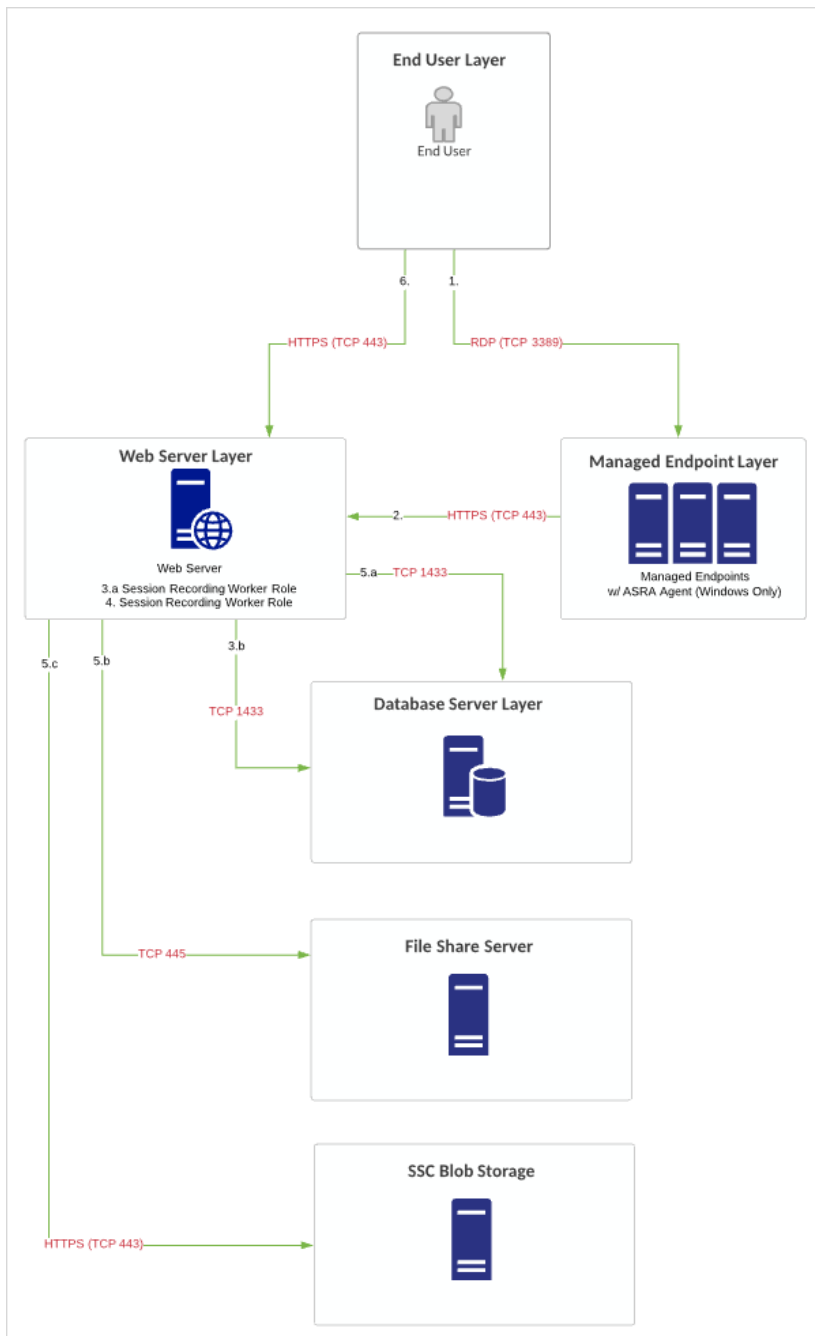 End User Layer
End User
6.
1.
HTTPS (TCP 443)
RDP (TCP 3389)
Web Server Layer
Managed Endpoint Layer
2.
HTTPS (TCP 443)
Web Server
3.a Session Recording Worker Role
4. Session Recording Worker Role
Managed Endpoints
w/ ASRA Agent (Windows Only)
5.a
TCP 1433
5.c
5.b
3.b
TCP 1433
Database Server Layer
File Share Server
TCP 445
SSC Blob Storage
HTTPS (TCP 443)